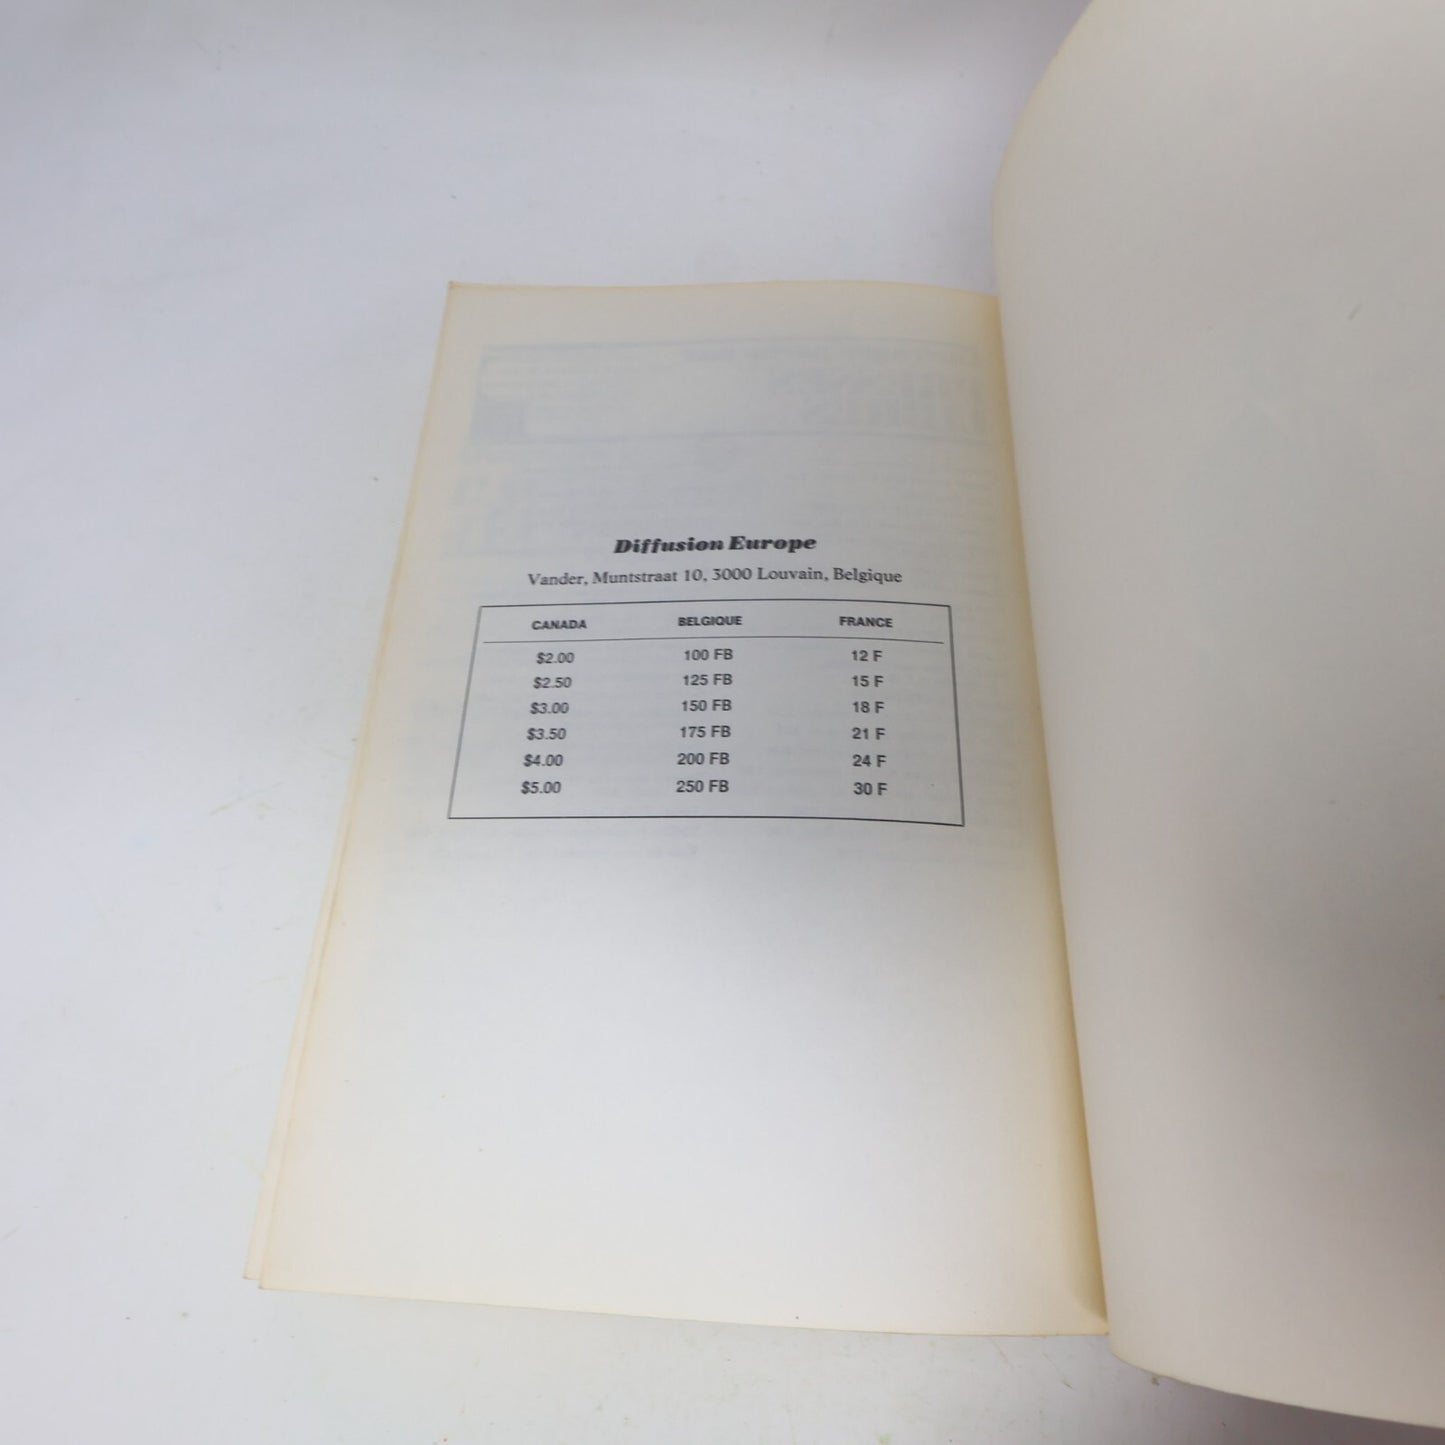 Diffusion Europe
Vander, Muntstraat 10, 3000 Louvain, Belgique
CANADA BELGIQUE FRANCE
$2.00 100 FB 12 F
$2.50 125 FB 15 F
$3.00 150 FB 18 F
$3.50 175 FB 21 F
$4.00 200 FB 24 F
$5.00 250 FB 30 F